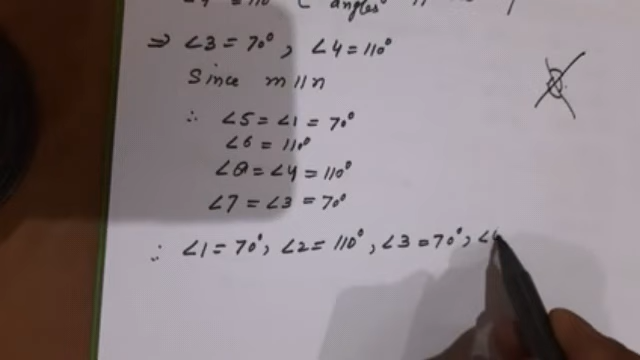 angles
⇒ ∠3 = 70°, ∠4 = 110°
Since m || n
∴ ∠5 = ∠1 = 70°
∠6 = 110°
∠8 = ∠4 = 110°
∠7 = ∠3 = 70°
∴ ∠1 = 70°, ∠2 = 110°, ∠3 = 70°, ∠